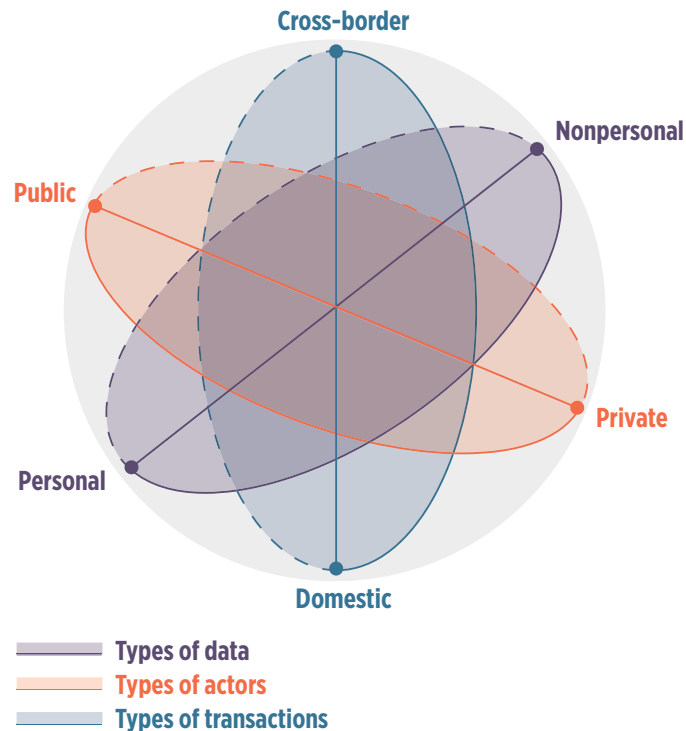 Cross-border
Nonpersonal
Public
Private
Personal
Domestic
Types of data
Types of actors
Types of transactions